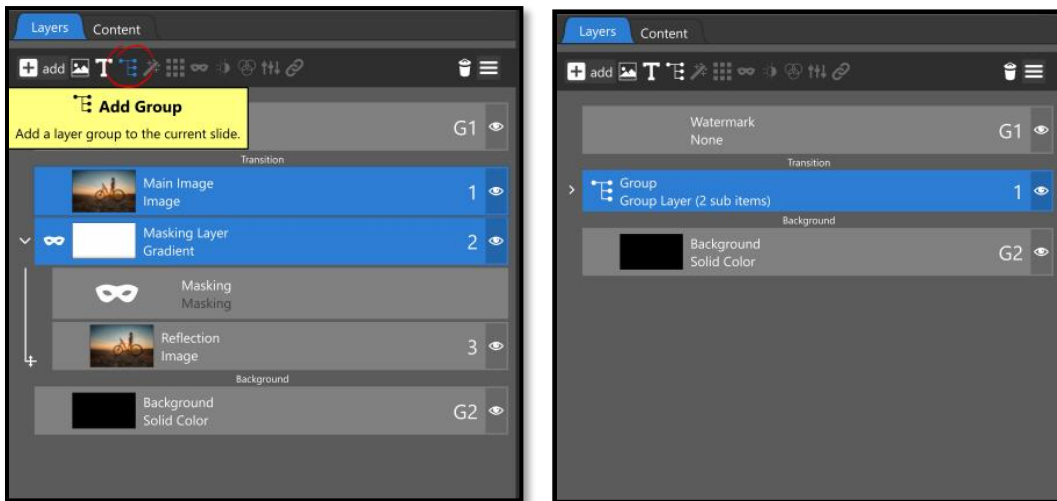 Layers Content
add T
Add Group
Add a layer group to the current slide.
G1
Transition
Main Image
Image
1
Masking Layer
Gradient
2
Masking
Masking
Reflection
Image
3
Background
Background
Solid Color
G2
Layers Content
add T
Watermark
None
G1
Transition
Group
Group Layer (2 sub items)
1
Background
Background
Solid Color
G2